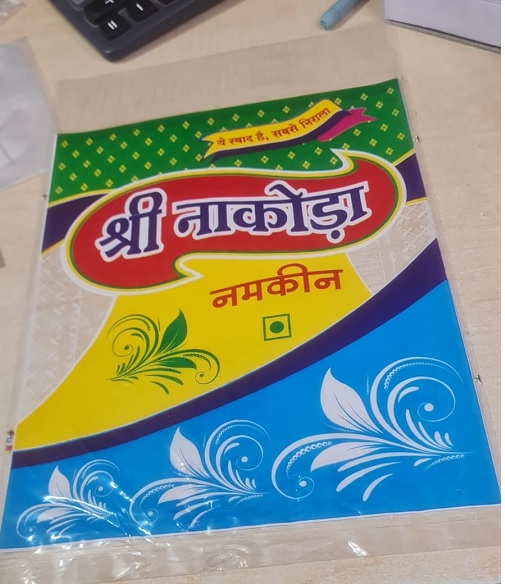 ये स्वाद है, सबसे निराला
श्री नाकोड़ा
नमकीन